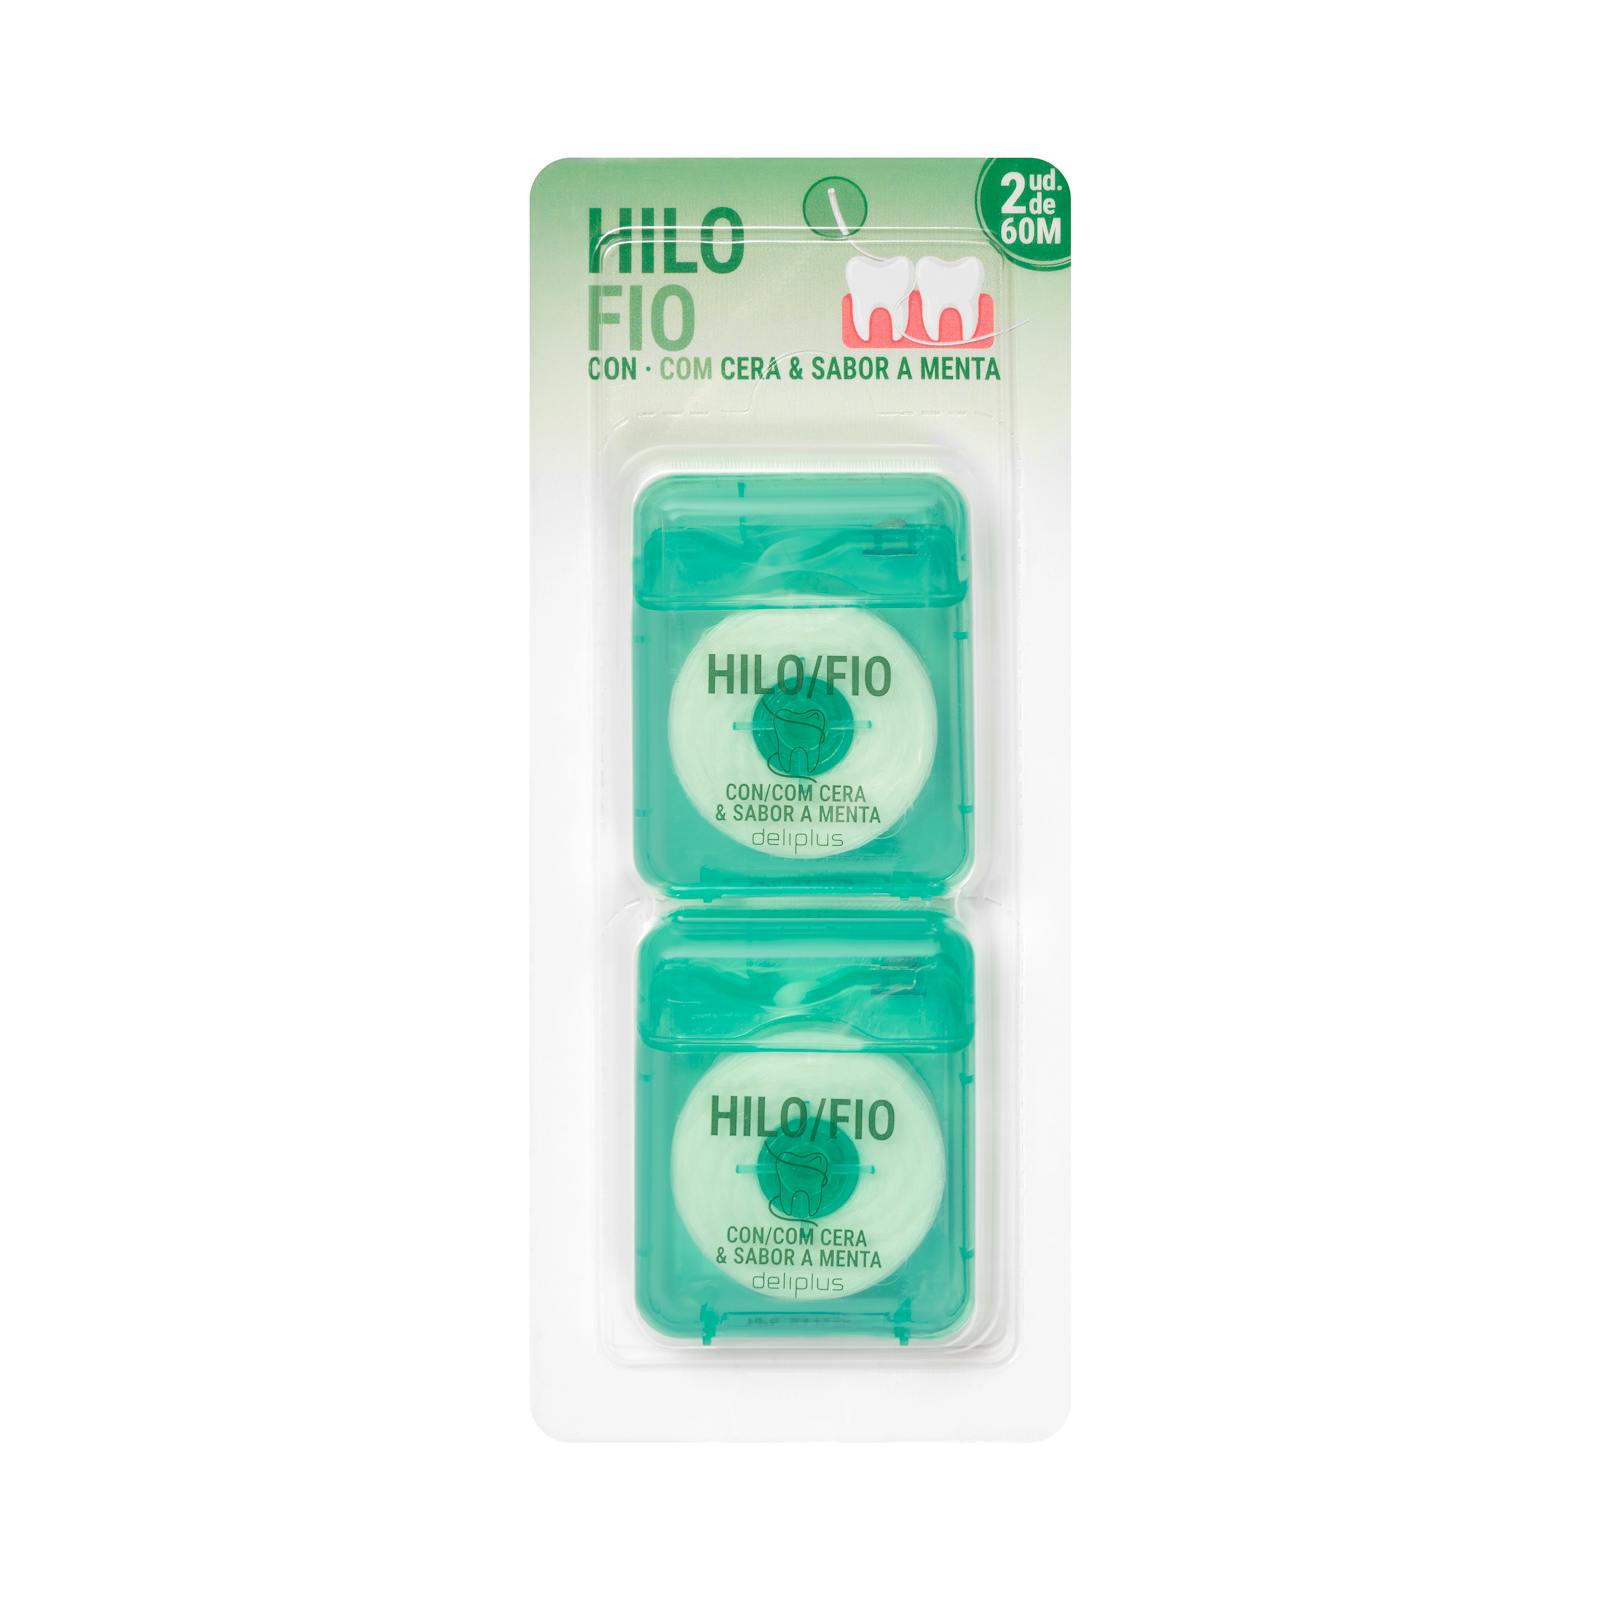 HILO
FIO
CON · COM CERA & SABOR A MENTA
2 ud.
de
60M
HILO/FIO
CON/COM CERA
& SABOR A MENTA
deliplus
HILO/FIO
CON/COM CERA
& SABOR A MENTA
deliplus